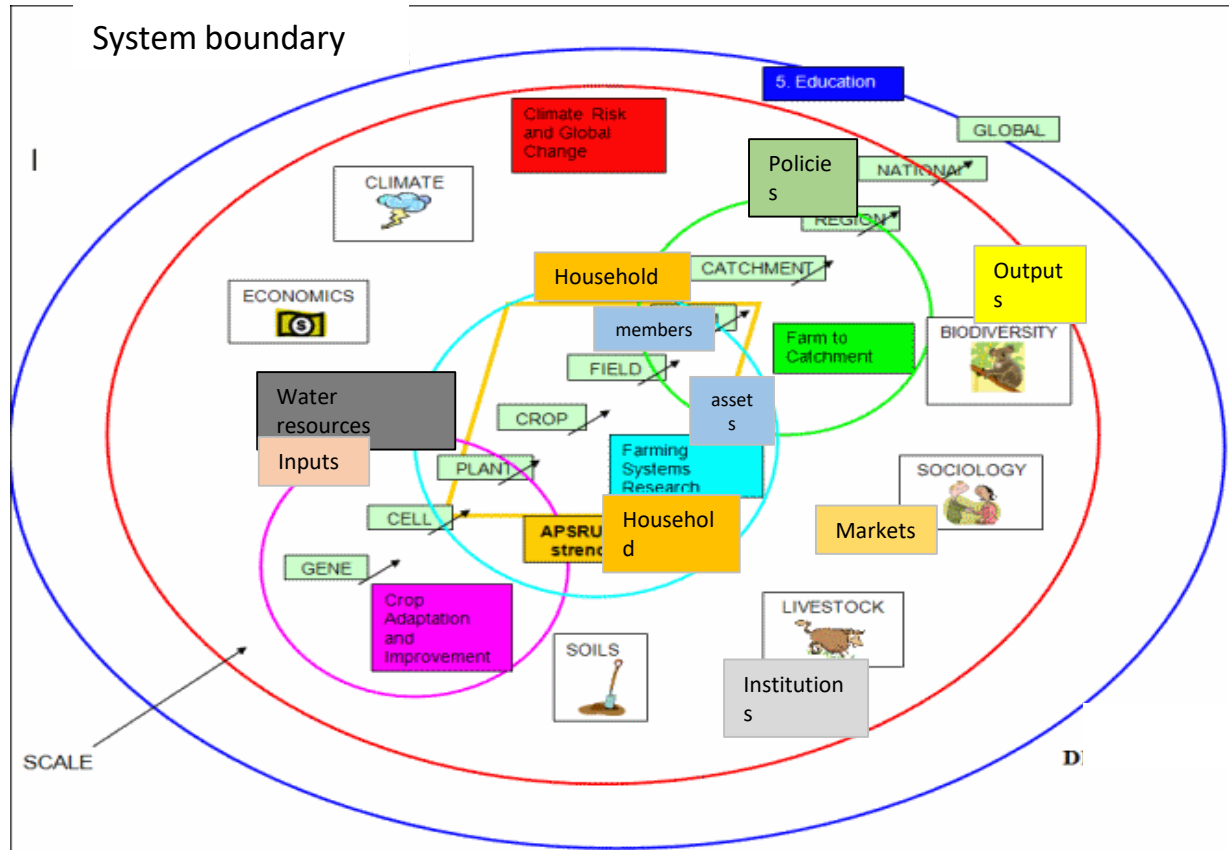 System boundary
5. Education
Climate Risk
and Global
Change
GLOBAL
Policie
s
NATIONAL
CLIMATE
REGION
Household
CATCHMENT
Output
s
ECONOMICS
members
BIODIVERSITY
Farm to
Catchment
FIELD
Water
resources
asset
s
CROP
Inputs
Farming
Systems
Research
PLANT
SOCIOLOGY
CELL
Househol
d
APSRU
Markets
GENE
Crop
Adaptation
and
Improvement
LIVESTOCK
SOILS
Institution
s
SCALE